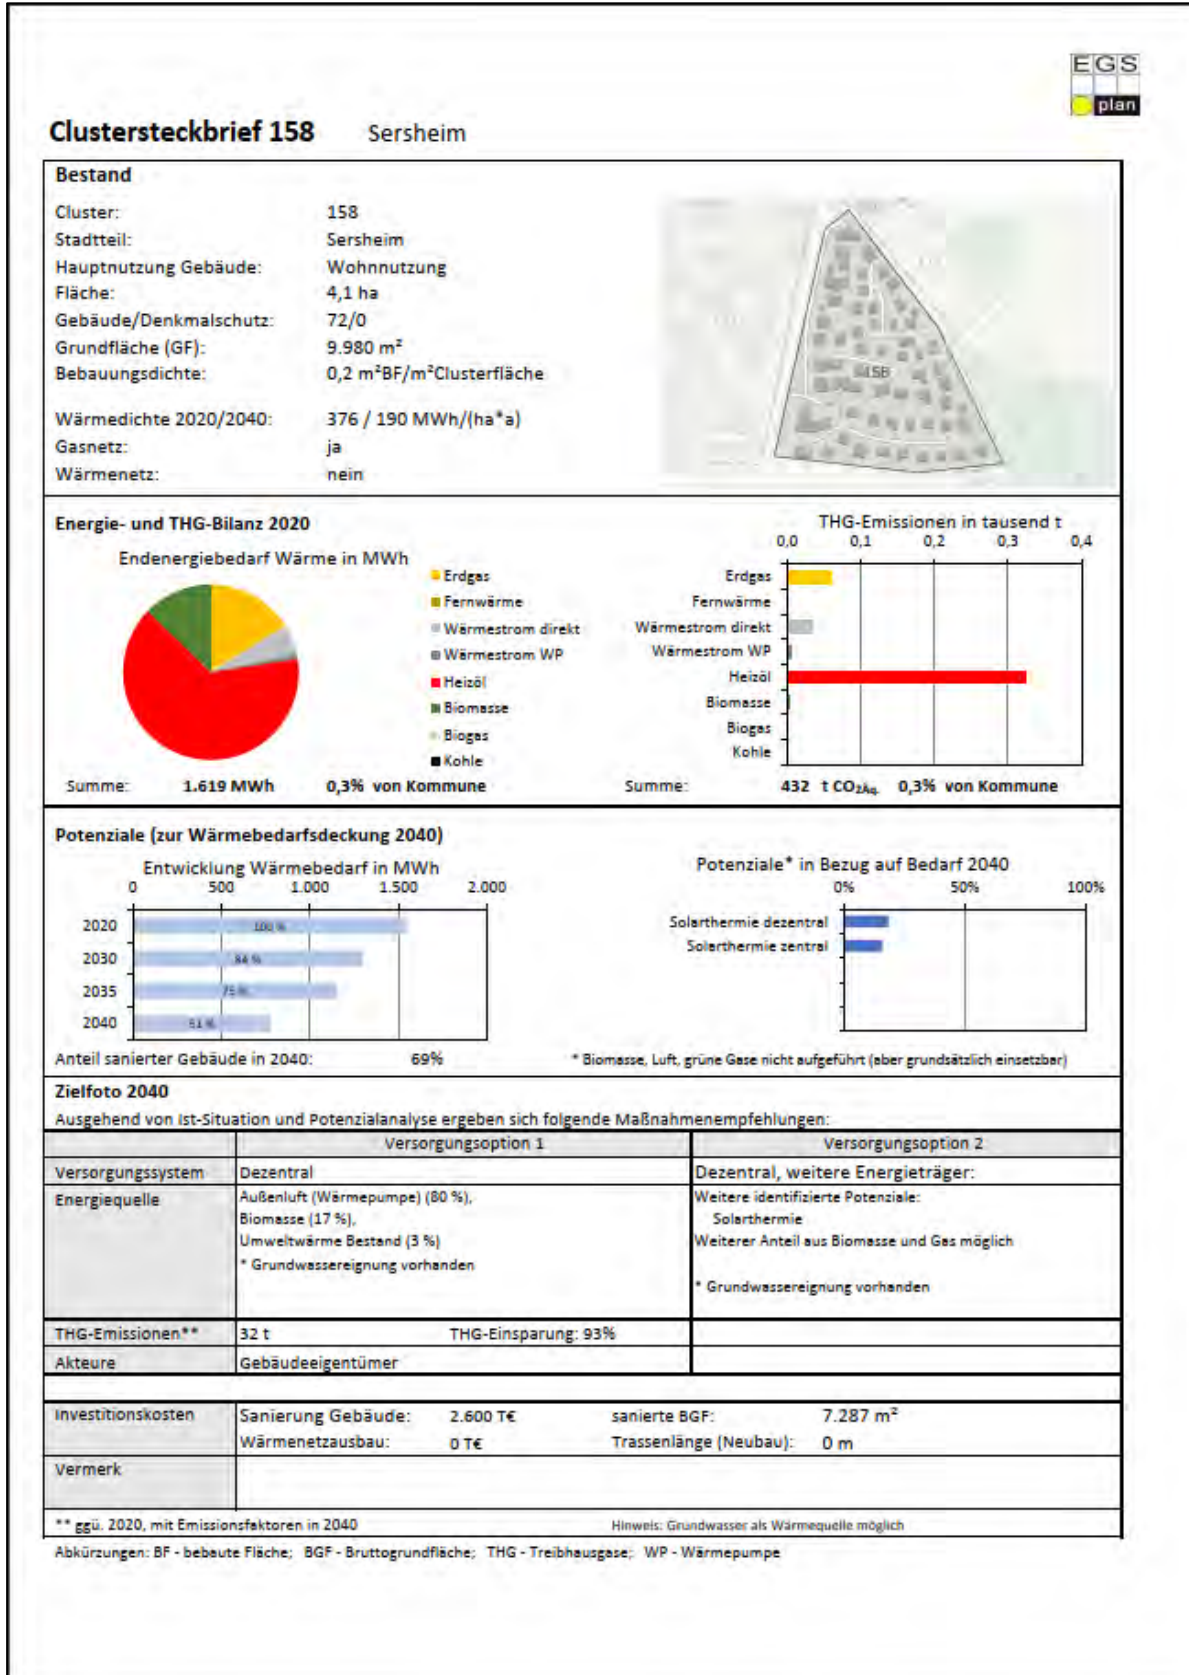 EGS
plan
Clustersteckbrief 158 Sersheim
Bestand
Cluster: 158
Stadtteil: Sersheim
Hauptnutzung Gebäude: Wohnnutzung
Fläche: 4,1 ha
Gebäude/Denkmalschutz: 72/0
Grundfläche (GF): 9.980 m²
Bebauungsdichte: 0,2 m²BF/m²Clusterfläche
Wärmedichte 2020/2040: 376 / 190 MWh/(ha*a)
Gasnetz: ja
Wärmenetz: nein
158
Energie- und THG-Bilanz 2020
Endenergiebedarf Wärme in MWh
Erdgas
Fernwärme
Wärmestrom direkt
Wärmestrom WP
Heizöl
Biomasse
Biogas
Kohle
Summe: 1.619 MWh 0,3% von Kommune
THG-Emissionen in tausend t
0,0 0,1 0,2 0,3 0,4
Erdgas
Fernwärme
Wärmestrom direkt
Wärmestrom WP
Heizöl
Biomasse
Biogas
Kohle
Summe: 432 t CO2Äq. 0,3% von Kommune
Potenziale (zur Wärmebedarfsdeckung 2040)
Entwicklung Wärmebedarf in MWh
0 500 1.000 1.500 2.000
2020 100 %
2030 84 %
2035 75 %
2040 51 %
Anteil sanierter Gebäude in 2040: 69%
Potenziale* in Bezug auf Bedarf 2040
0% 50% 100%
Solarthermie dezentral
Solarthermie zentral
* Biomasse, Luft, grüne Gase nicht aufgeführt (aber grundsätzlich einsetzbar)
Zielfoto 2040
Ausgehend von Ist-Situation und Potenzialanalyse ergeben sich folgende Maßnahmenempfehlungen:
Versorgungsoption 1 Versorgungsoption 2
Versorgungssystem Dezentral Dezentral, weitere Energieträger:
Energiequelle Außenluft (Wärmepumpe) (80 %), Weitere identifizierte Potenziale:
Biomasse (17 %), Solarthermie
Umweltwärme Bestand (3 %) Weiterer Anteil aus Biomasse und Gas möglich
* Grundwassereignung vorhanden
* Grundwassereignung vorhanden
THG-Emissionen** 32 t THG-Einsparung: 93%
Akteure Gebäudeeigentümer
Investitionskosten Sanierung Gebäude: 2.600 T€ sanierte BGF: 7.287 m²
Wärmenetzausbau: 0 T€ Trassenlänge (Neubau): 0 m
Vermerk
** ggü. 2020, mit Emissionsfaktoren in 2040 Hinweis: Grundwasser als Wärmequelle möglich
Abkürzungen: BF - bebaute Fläche; BGF - Bruttogrundfläche; THG - Treibhausgase; WP - Wärmepumpe